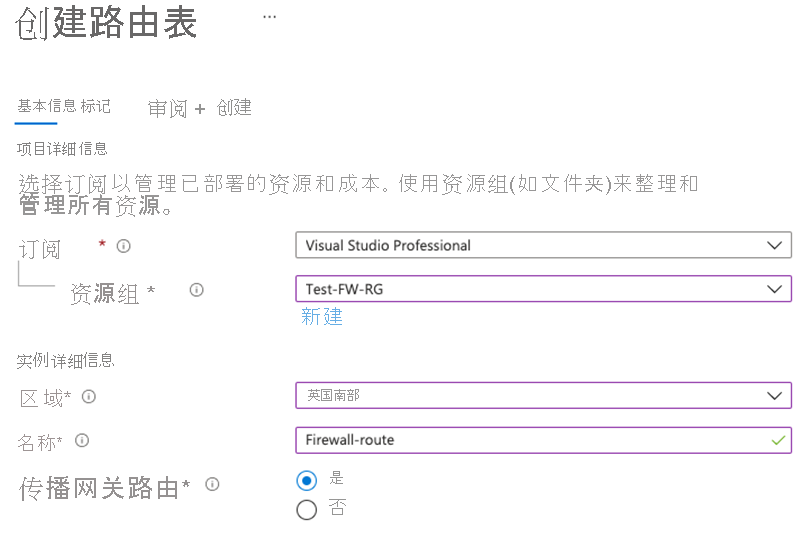 创建路由表 ...
基本信息 标记 审阅 + 创建
项目详细信息
选择订阅以管理已部署的资源和成本。使用资源组(如文件夹)来整理和
管理所有资源。
订阅 * Visual Studio Professional
资源组 * Test-FW-RG
新建
实例详细信息
区域* 英国南部
名称* Firewall-route
传播网关路由* 是
否